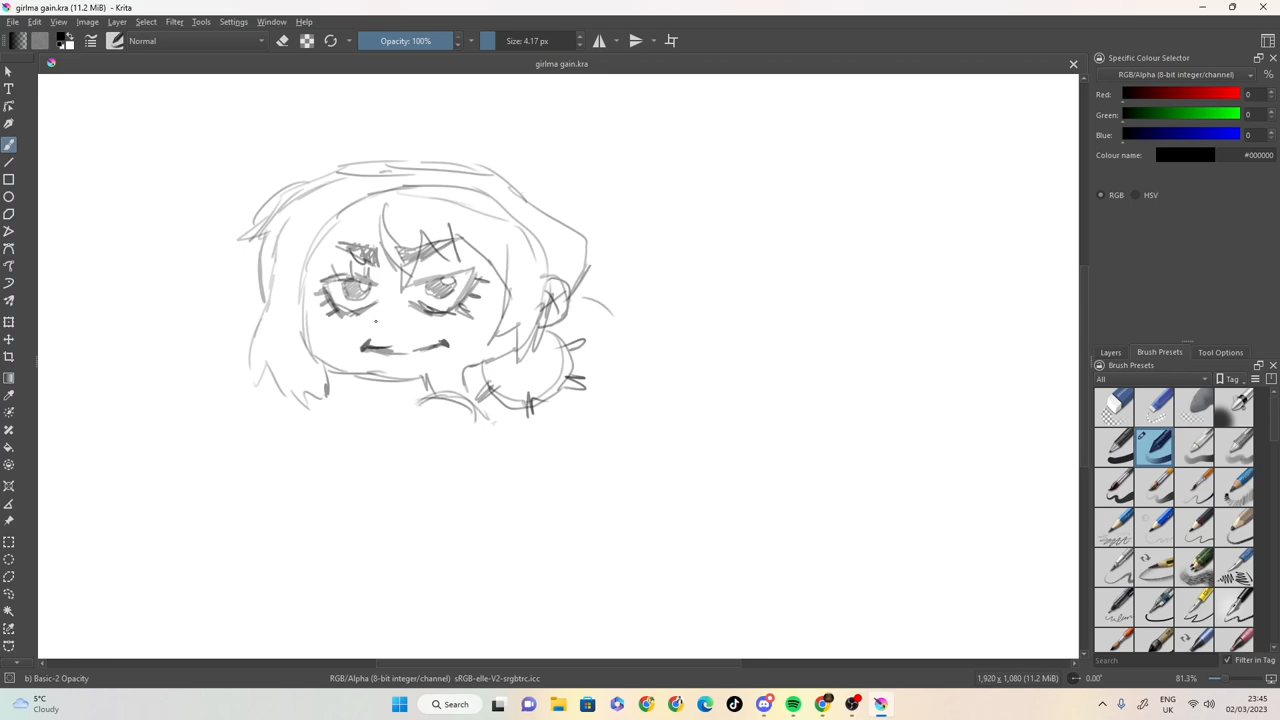 girlma gain.kra (11.2 MiB) - Krita
File Edit View Image Layer Select Filter Tools Settings Window Help
Normal Opacity: 100% Size: 4.17 px
girlma gain.kra
Specific Colour Selector
RGB/Alpha (8-bit integer/channel) %
Red: 0
Green: 0
Blue: 0
Colour name: #000000
RGB HSV
Layers Brush Presets Tool Options
Brush Presets
All Tag
Search Filter in Tag
b) Basic-2 Opacity RGB/Alpha (8-bit integer/channel) sRGB-elle-V2-srgbtrc.icc 1,920 x 1,080 (11.2 MiB) 0.00° 81.3%
5°C
Cloudy
Search
ENG
UK
23:45
02/03/2023